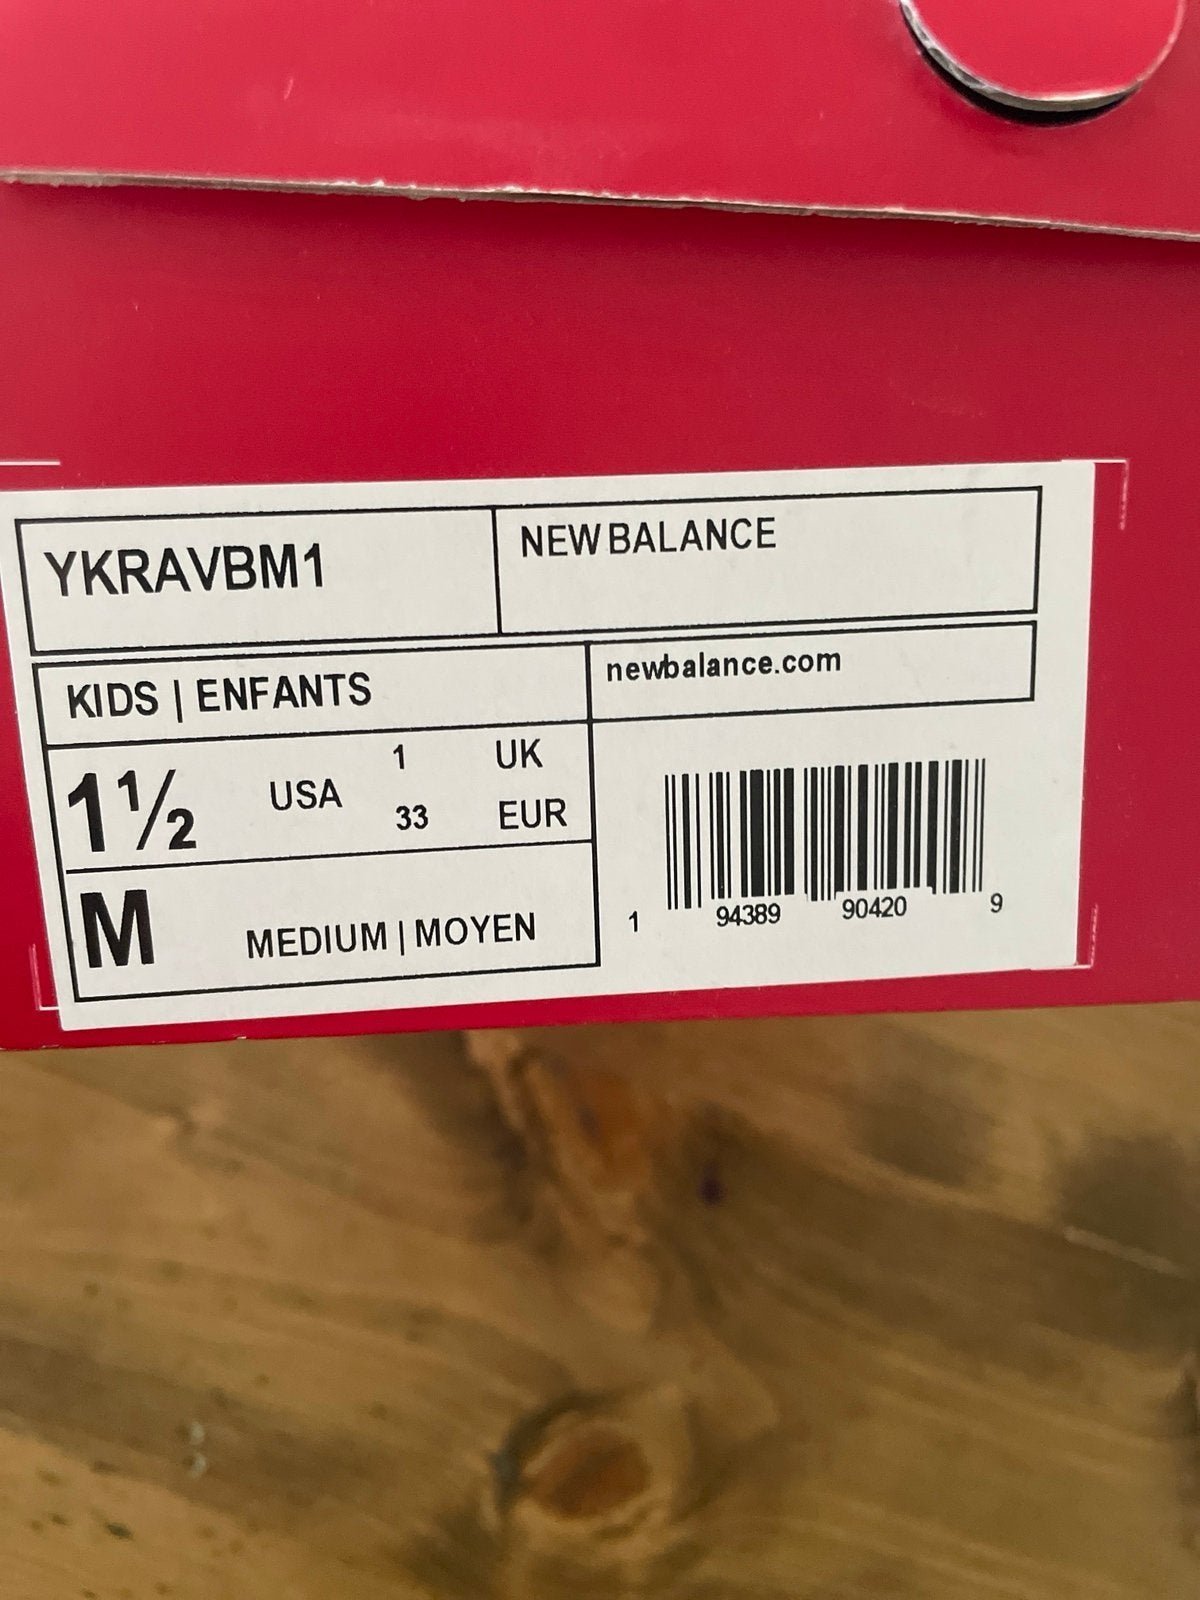 YKRAVBM1
NEW BALANCE
KIDS | ENFANTS
newbalance.com
1½ USA
1 UK
33 EUR
M MEDIUM | MOYEN
1 94389 90420 9